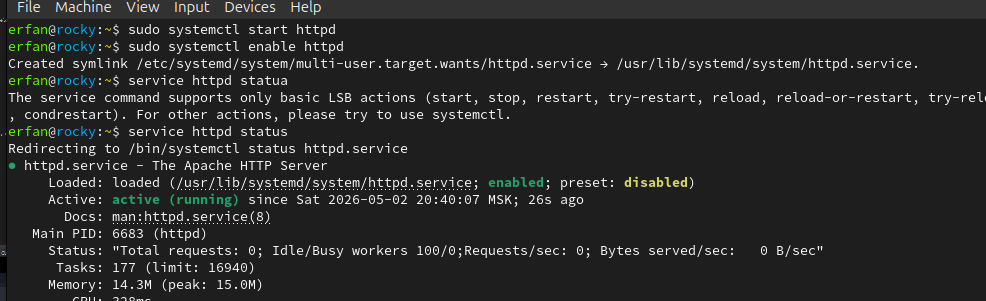 File Machine View Input Devices Help
erfan@rocky:~$ sudo systemctl start httpd
erfan@rocky:~$ sudo systemctl enable httpd
Created symlink /etc/systemd/system/multi-user.target.wants/httpd.service → /usr/lib/systemd/system/httpd.service.
erfan@rocky:~$ service httpd statua
The service command supports only basic LSB actions (start, stop, restart, try-restart, reload, reload-or-restart, try-relo
, condrestart). For other actions, please try to use systemctl.
erfan@rocky:~$ service httpd status
Redirecting to /bin/systemctl status httpd.service
● httpd.service - The Apache HTTP Server
Loaded: loaded (/usr/lib/systemd/system/httpd.service; enabled; preset: disabled)
Active: active (running) since Sat 2026-05-02 20:40:07 MSK; 26s ago
Docs: man:httpd.service(8)
Main PID: 6683 (httpd)
Status: "Total requests: 0; Idle/Busy workers 100/0;Requests/sec: 0; Bytes served/sec:   0 B/sec"
Tasks: 177 (limit: 16940)
Memory: 14.3M (peak: 15.0M)
CPU: 328ms